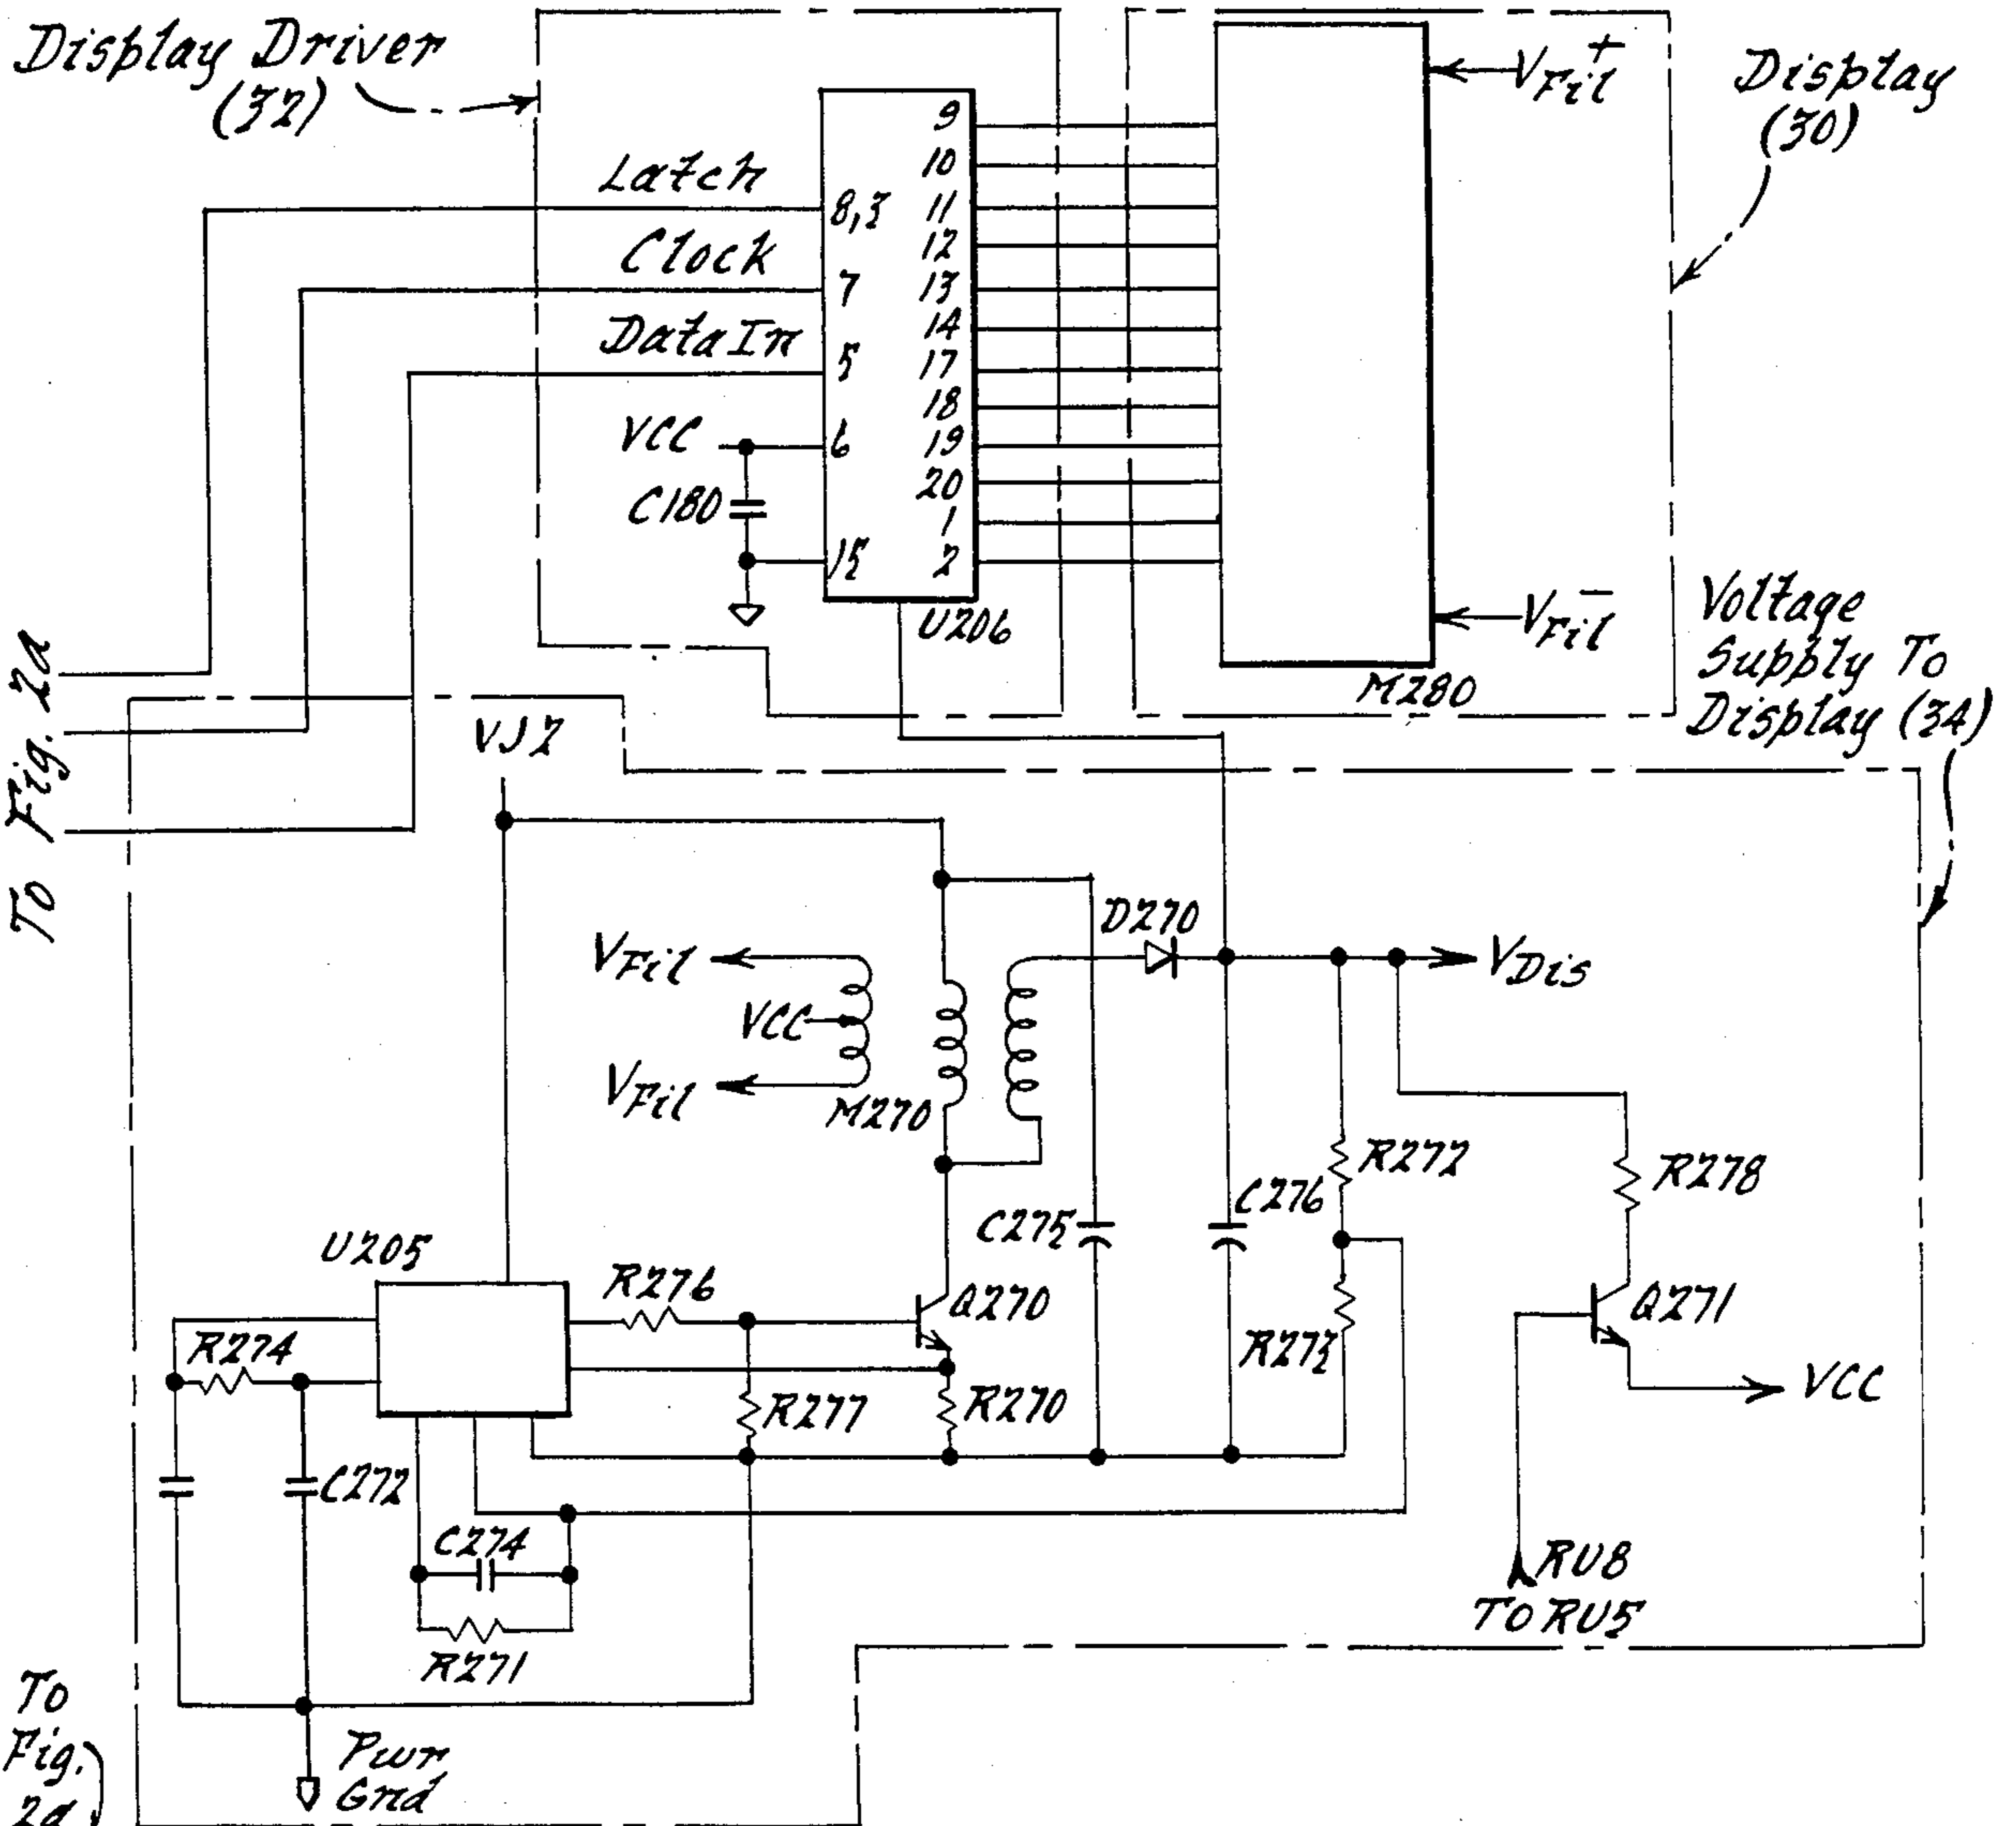 Display Driver
(32)
Display
(30)
VFil+
Latch
Clock
Data In
VCC
C180
8,3
7
5
6
15
9
10
11
12
13
14
17
18
19
20
1
2
U206
VFil-
M280
Voltage
Supply To
Display (34)
To Fig. 2a
D270
VFil
VCC
VFil
M270
VDis
R272
R278
C275
C276
U205
R276
Q270
Q271
R274
R277
R270
R273
VCC
C272
C274
R271
RU8
TO RU5
To
Fig.
2d
Pwr
Gnd